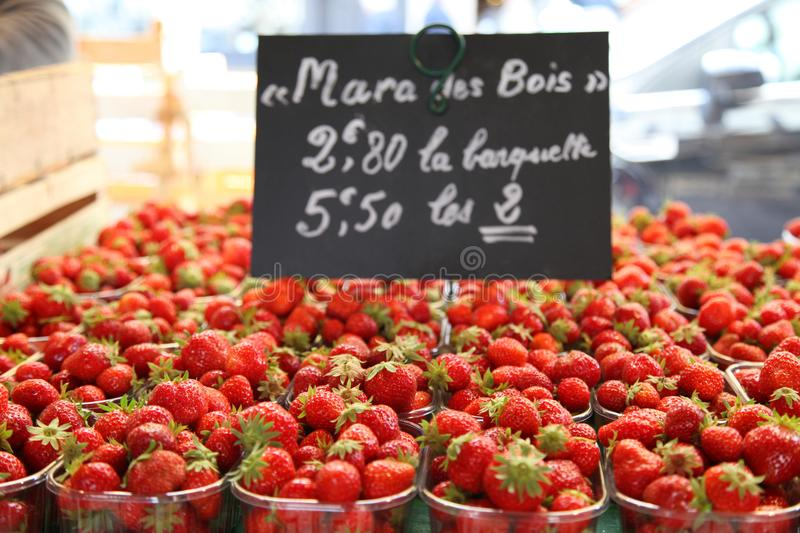 « Mara des Bois »
2,€80 la barquette
5,€50 les 2